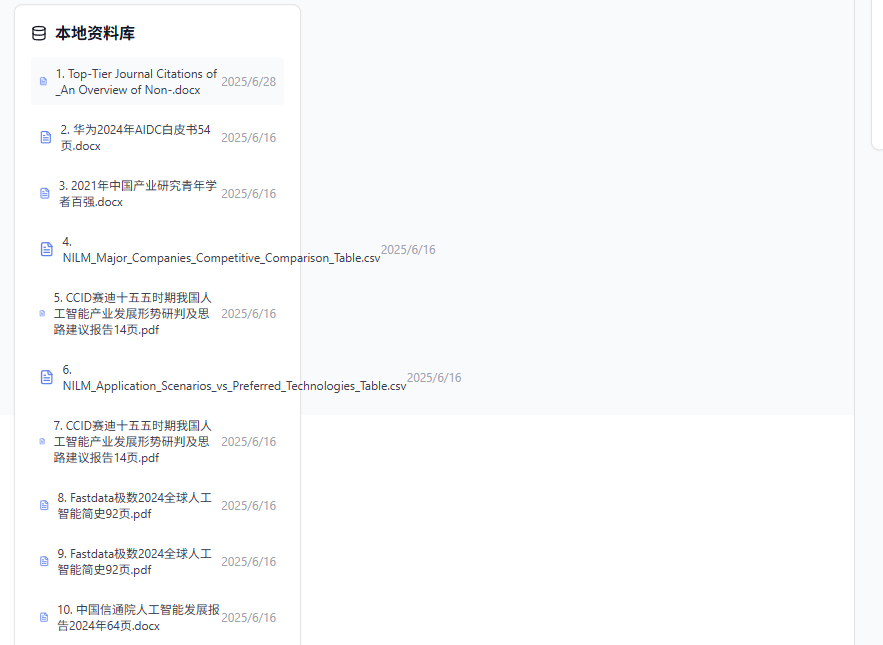 本地资料库
1. Top-Tier Journal Citations of
_An Overview of Non-.docx
2025/6/28
2. 华为2024年AIDC白皮书54
页.docx
2025/6/16
3. 2021年中国产业研究青年学
者百强.docx
2025/6/16
4.
NILM_Major_Companies_Competitive_Comparison_Table.csv
2025/6/16
5. CCID赛迪十五五时期我国人
工智能产业发展形势研判及思
路建议报告14页.pdf
2025/6/16
6.
NILM_Application_Scenarios_vs_Preferred_Technologies_Table.csv
2025/6/16
7. CCID赛迪十五五时期我国人
工智能产业发展形势研判及思
路建议报告14页.pdf
2025/6/16
8. Fastdata极数2024全球人工
智能简史92页.pdf
2025/6/16
9. Fastdata极数2024全球人工
智能简史92页.pdf
2025/6/16
10. 中国信通院人工智能发展报
告2024年64页.docx
2025/6/16